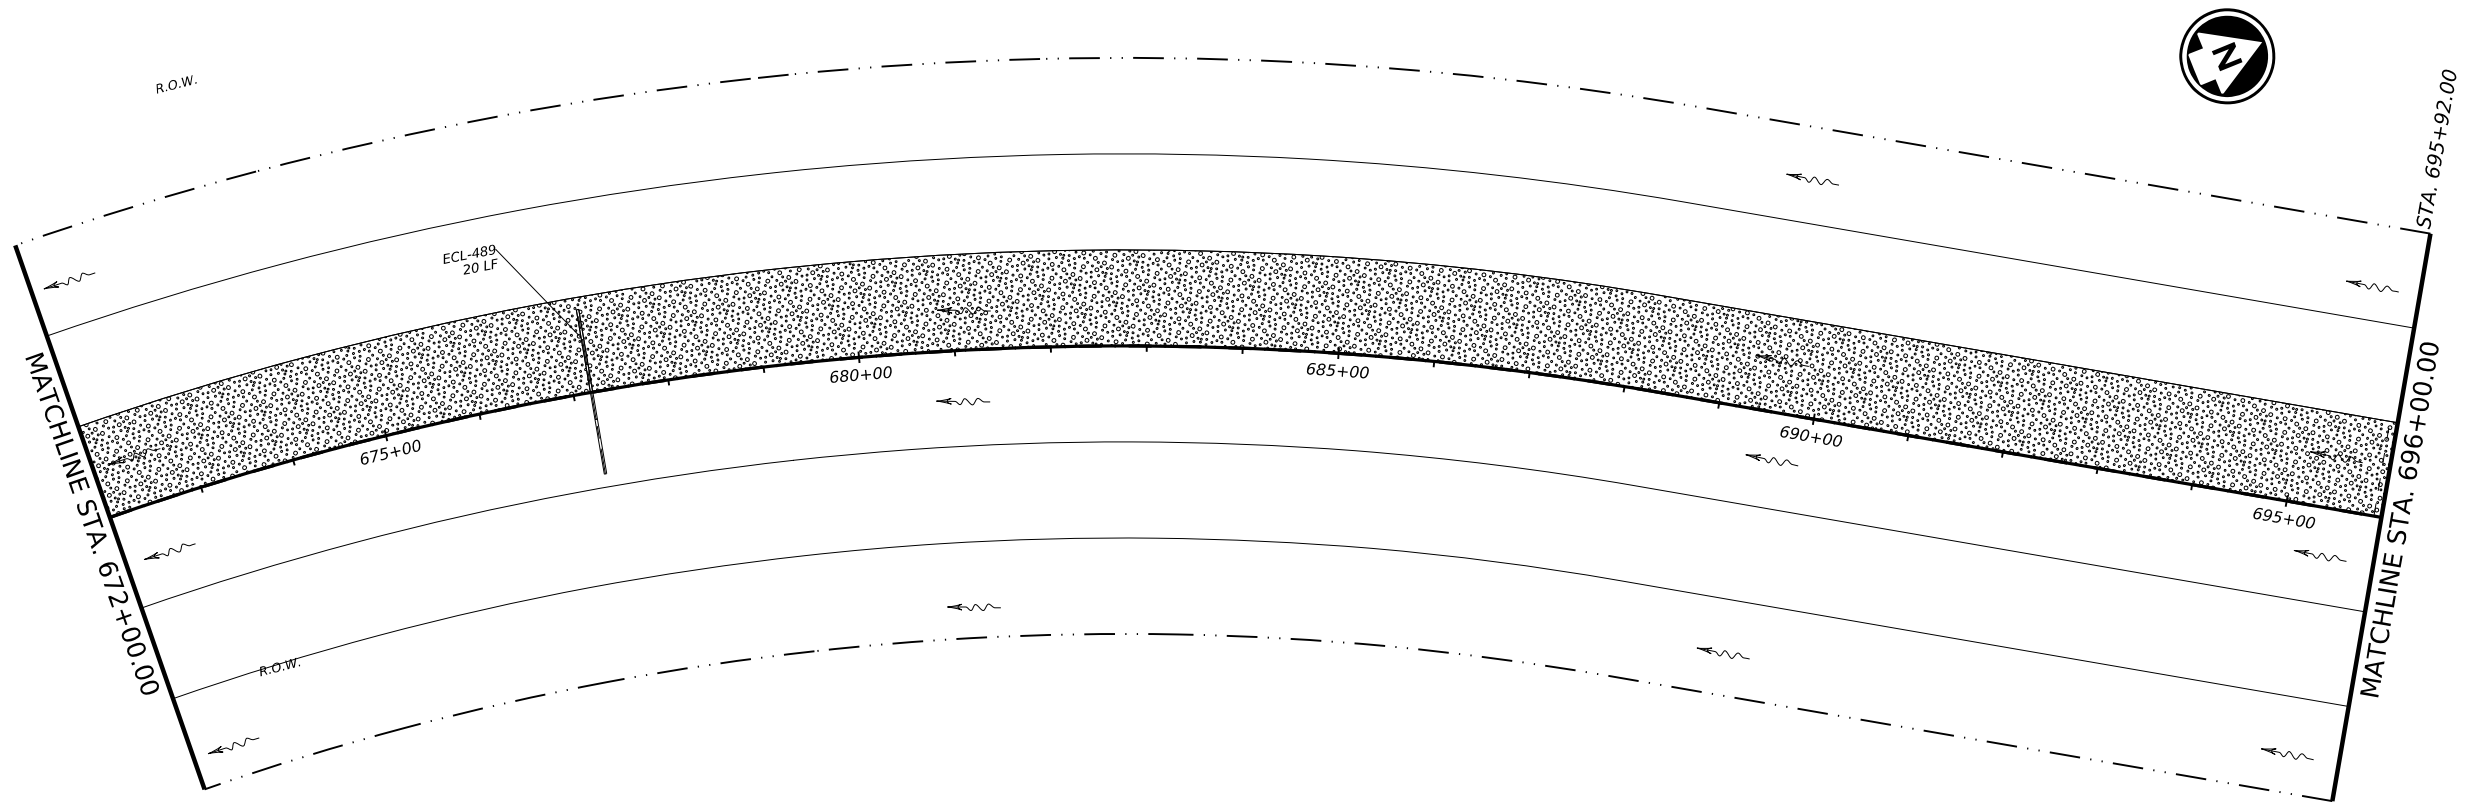 R.O.W.
N
STA. 695+92.00
ECL-489
20 LF
MATCHLINE STA. 672+00.00
675+00
680+00
685+00
690+00
695+00
MATCHLINE STA. 696+00.00
R.O.W.